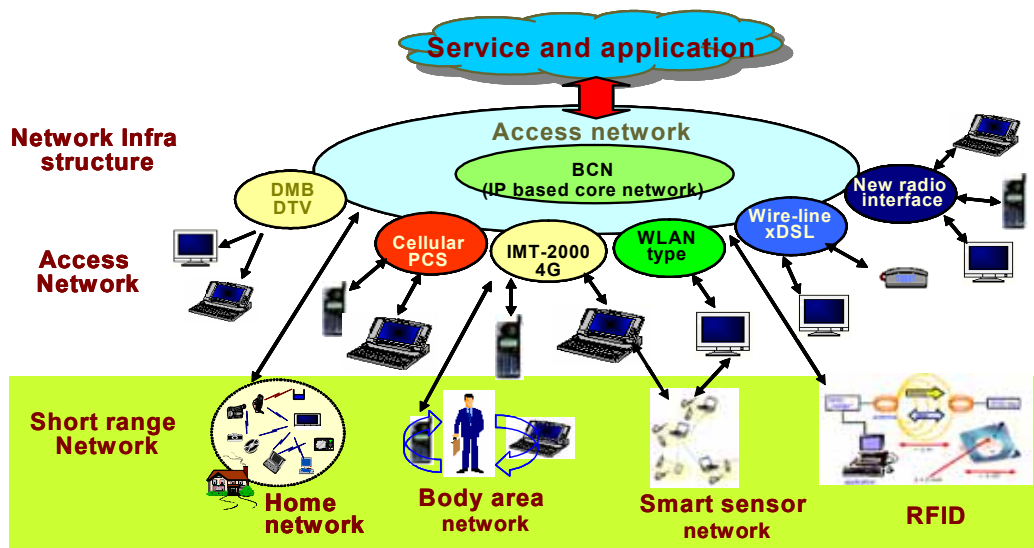 Service and application
Network Infra
structure
Access network
BCN
(IP based core network)
DMB
DTV
Cellular
PCS
IMT-2000
4G
WLAN
type
Wire-line
xDSL
New radio
interface
Access
Network
Short range
Network
Home
network
Body area
network
Smart sensor
network
RFID